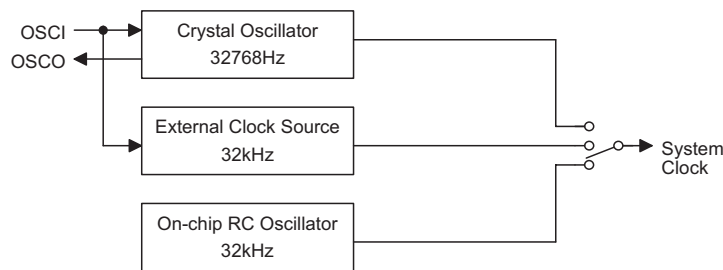 OSCI
OSCO
Crystal Oscillator
32768Hz
External Clock Source
32kHz
On-chip RC Oscillator
32kHz
System
Clock